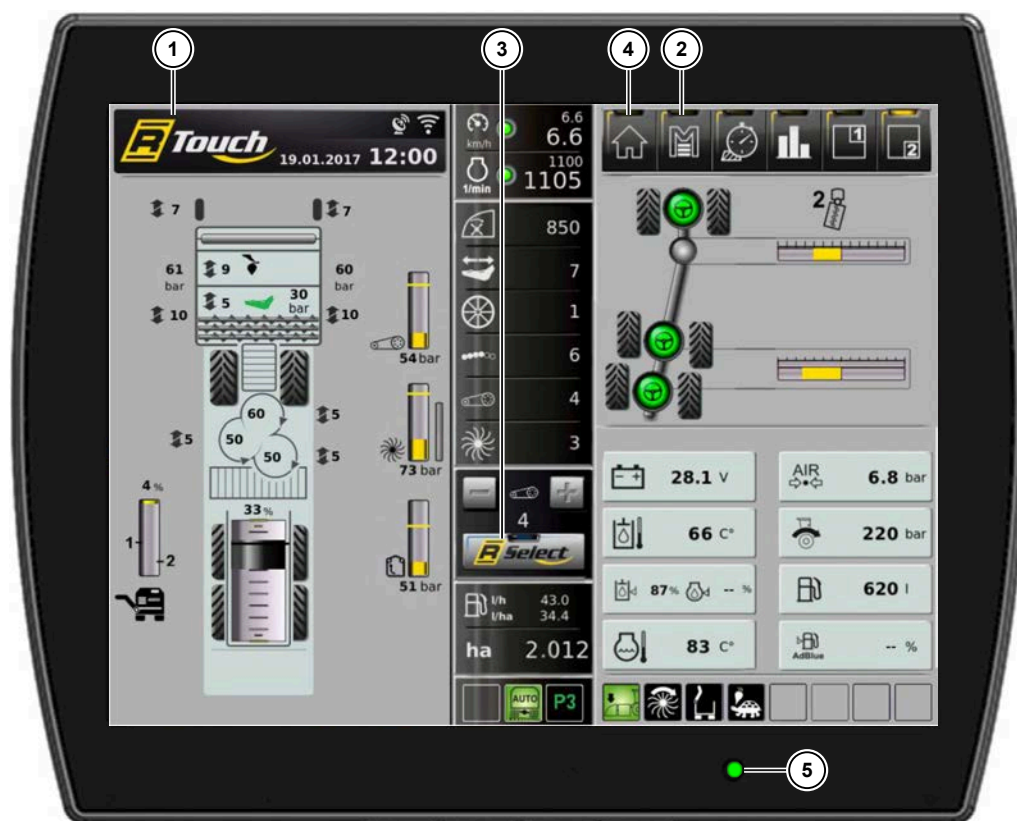 1
3
4
2
R Touch
19.01.2017 12:00
7
7
61
bar
9
60
bar
5
30
bar
10
10
54 bar
60
50
50
5
5
5
73 bar
4 %
1
2
33 %
51 bar
km/h
6.6
6.6
1/min
1100
1105
850
7
1
6
4
3
4
R Select
l/h 43.0
l/ha 34.4
ha 2.012
AUTO
P3
1
2
2
28.1 V
AIR 6.8 bar
66 C°
220 bar
87 % -- %
620 l
83 C°
AdBlue -- %
5